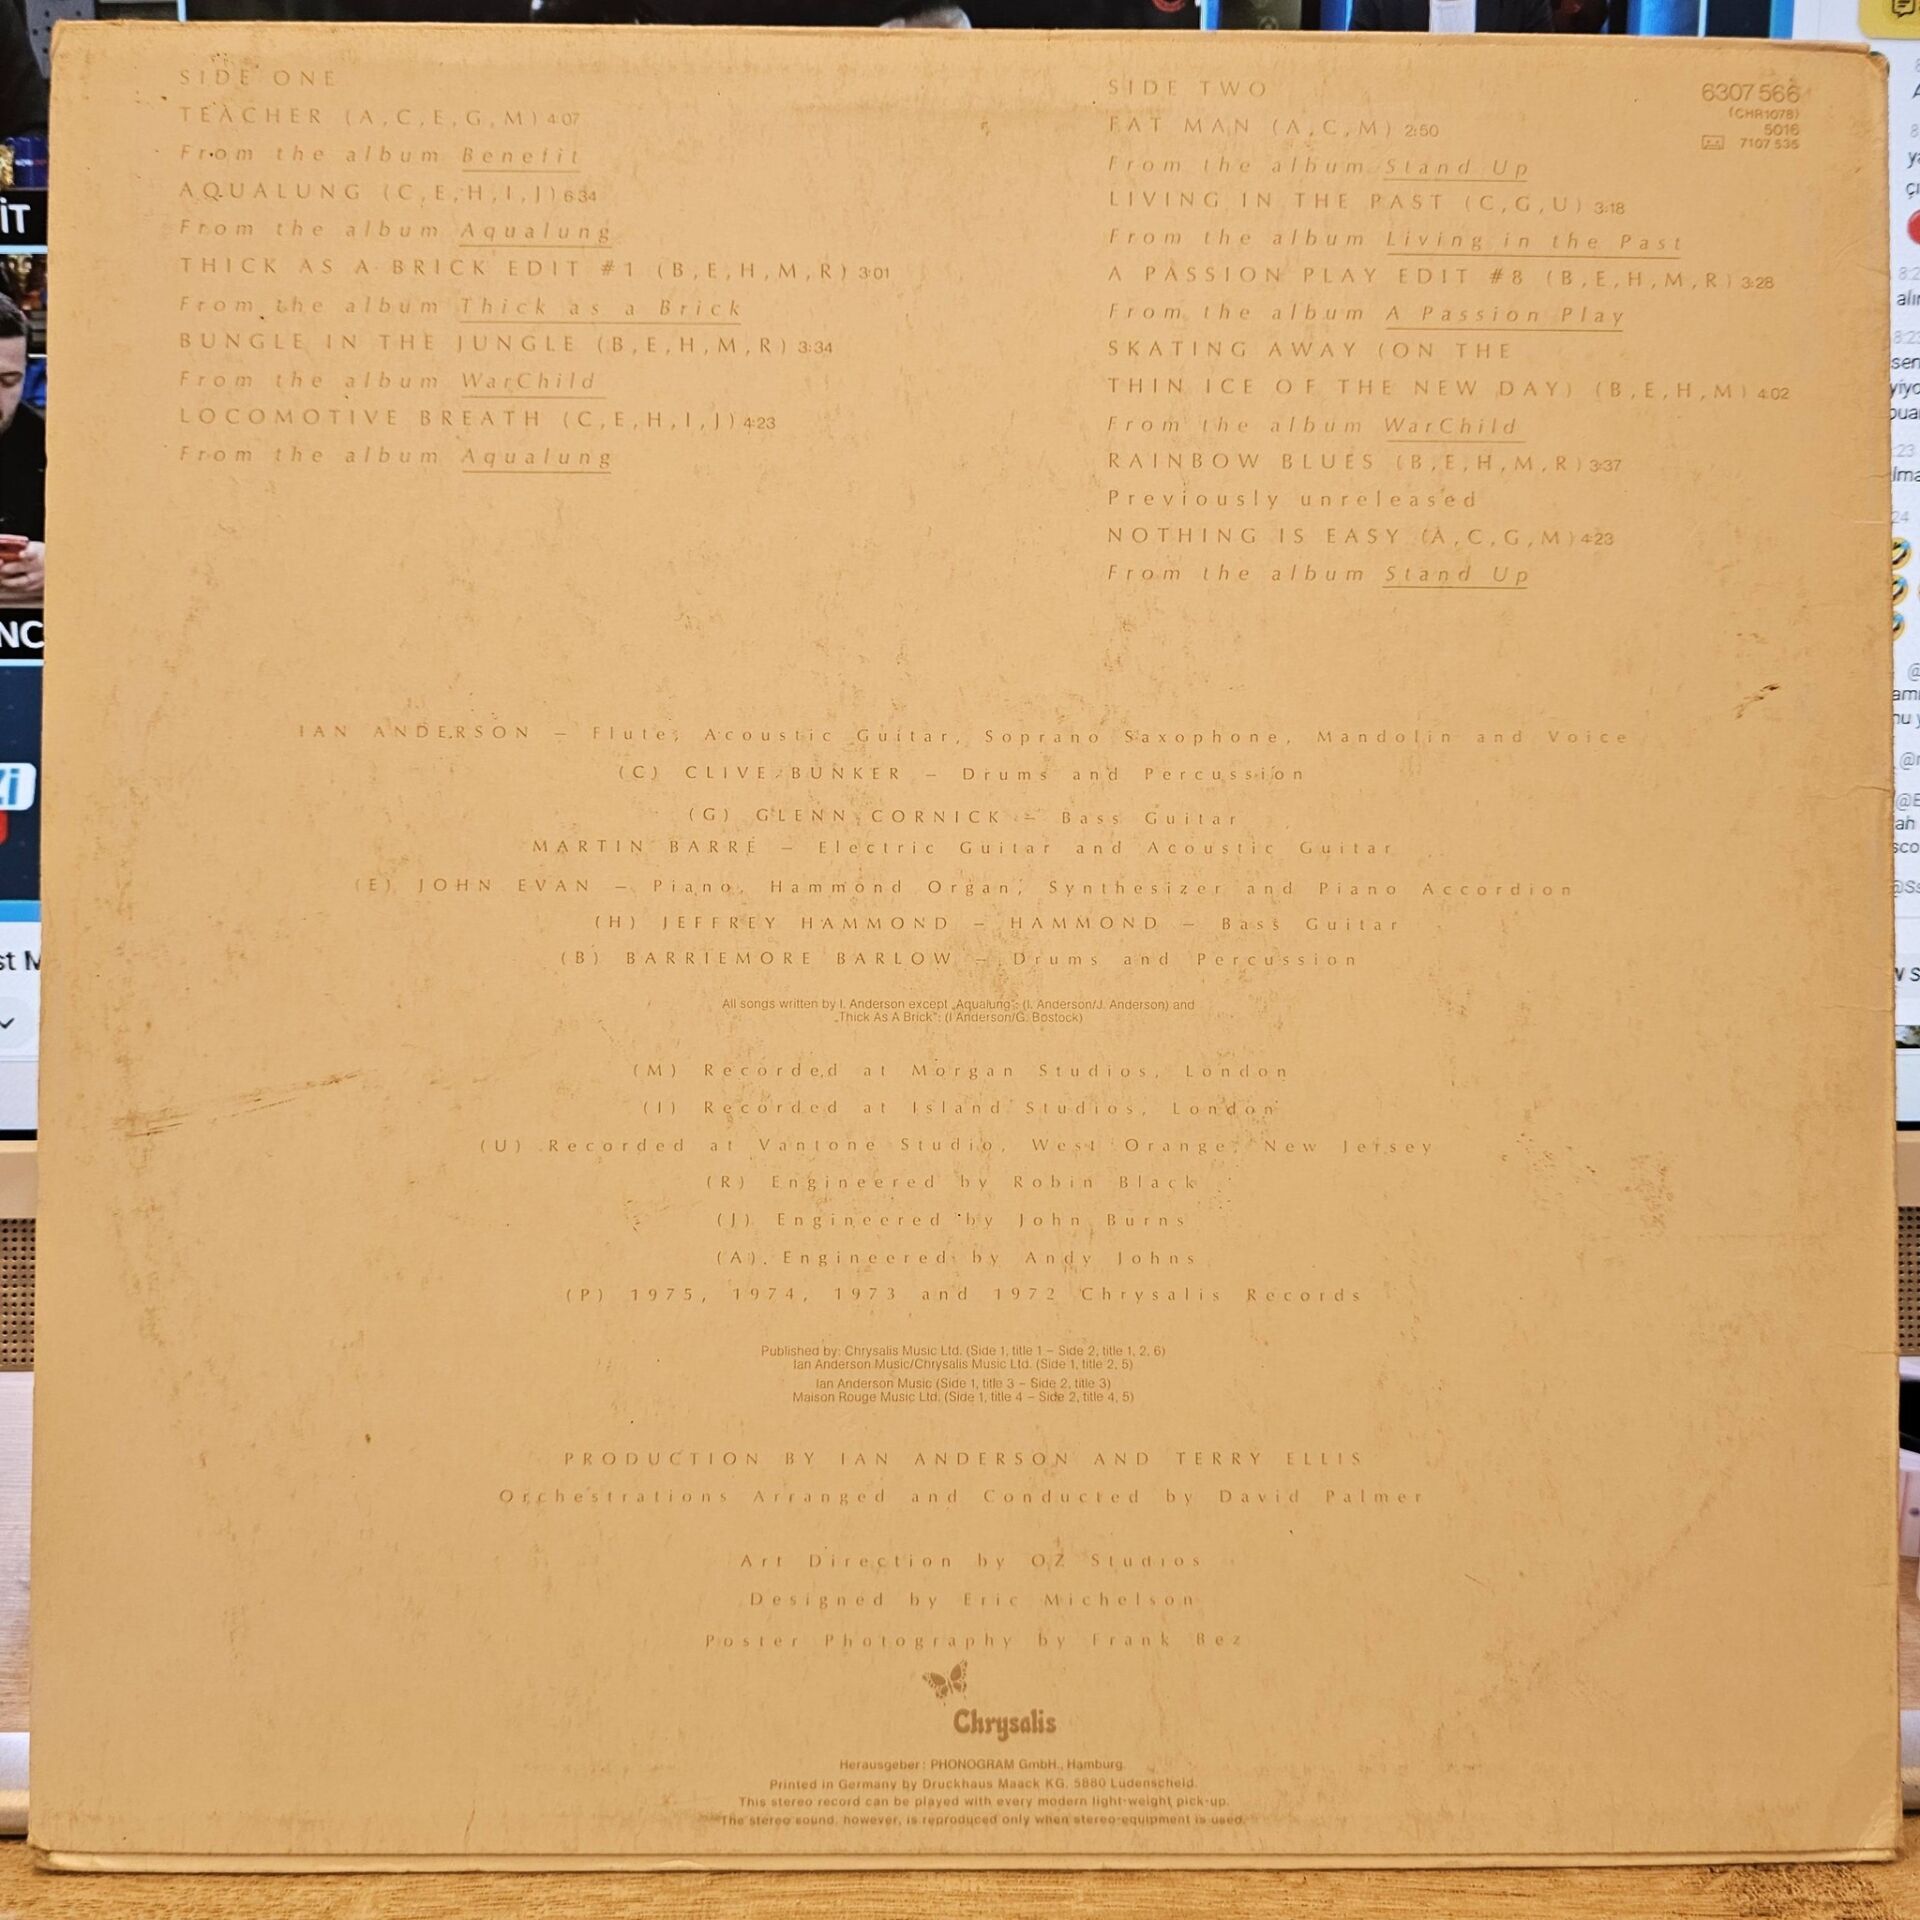 SIDE ONE
TEACHER (A,C,E,G,M) 4:07
From the album Benefit
AQUALUNG (C,E,H,I,J) 6:34
From the album Aqualung
THICK AS A BRICK EDIT #1 (B,E,H,M,R) 3:01
From the album Thick as a Brick
BUNGLE IN THE JUNGLE (B,E,H,M,R) 3:34
From the album WarChild
LOCOMOTIVE BREATH (C,E,H,I,J) 4:23
From the album Aqualung
SIDE TWO
FAT MAN (A,C,M) 2:50
From the album Stand Up
LIVING IN THE PAST (C,G,U) 3:18
From the album Living in the Past
A PASSION PLAY EDIT #8 (B,E,H,M,R) 3:28
From the album A Passion Play
SKATING AWAY (ON THE
THIN ICE OF THE NEW DAY) (B,E,H,M) 4:02
From the album WarChild
RAINBOW BLUES (B,E,H,M,R) 3:37
Previously unreleased
NOTHING IS EASY (A,C,G,M) 4:23
From the album Stand Up
6307 566
(CHR1078)
5016
7107 535
IAN ANDERSON – Flute, Acoustic Guitar, Soprano Saxophone, Mandolin and Voice
(C) CLIVE BUNKER – Drums and Percussion
(G) GLENN CORNICK – Bass Guitar
MARTIN BARRE – Electric Guitar and Acoustic Guitar
(E) JOHN EVAN – Piano, Hammond Organ, Synthesizer and Piano Accordion
(H) JEFFREY HAMMOND – HAMMOND – Bass Guitar
(B) BARRIEMORE BARLOW – Drums and Percussion
All songs written by I. Anderson except „Aqualung“: (I. Anderson/J. Anderson) and
„Thick As A Brick“: (I Anderson/G. Bostock)
(M) Recorded at Morgan Studios, London
(I) Recorded at Island Studios, London
(U) Recorded at Vantone Studio, West Orange, New Jersey
(R) Engineered by Robin Black
(J) Engineered by John Burns
(A) Engineered by Andy Johns
(P) 1975, 1974, 1973 and 1972 Chrysalis Records
Published by: Chrysalis Music Ltd. (Side 1, title 1 – Side 2, title 1, 2, 6)
Ian Anderson Music/Chrysalis Music Ltd. (Side 1, title 2, 5)
Ian Anderson Music (Side 1, title 3 – Side 2, title 3)
Maison Rouge Music Ltd. (Side 1, title 4 – Side 2, title 4, 5)
PRODUCTION BY IAN ANDERSON AND TERRY ELLIS
Orchestrations Arranged and Conducted by David Palmer
Art Direction by OZ Studios
Designed by Eric Michelson
Poster Photography by Frank Bez
Chrysalis
Herausgeber: PHONOGRAM GmbH., Hamburg
Printed in Germany by Druckhaus Maack KG, 5880 Lüdenscheid.
This stereo record can be played with every modern light-weight pick-up.
The stereo sound, however, is reproduced only when stereo-equipment is used.